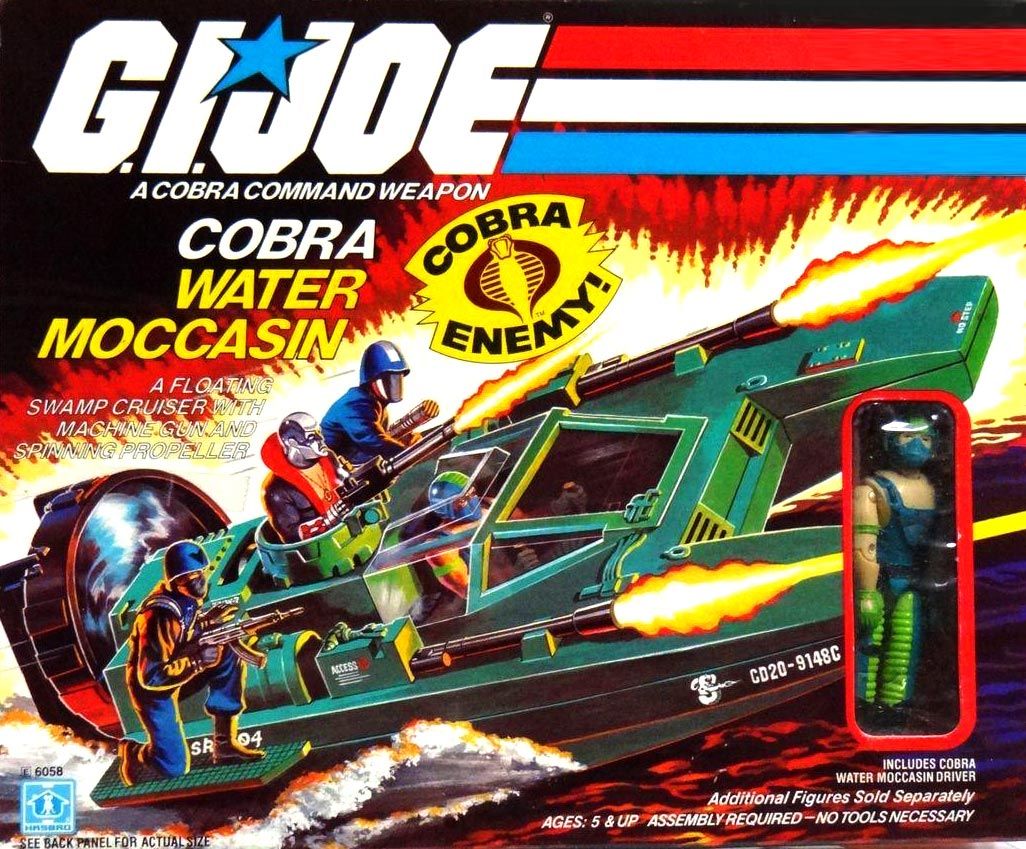 G.I.JOE®
A COBRA COMMAND WEAPON
COBRA
WATER
MOCCASIN
COBRA
ENEMY!
TM
A FLOATING
SWAMP CRUISER WITH
MACHINE GUN AND
SPINNING PROPELLER
NO STEP
ACCESS
CD20-9148C
04
6058
HASBRO
SEE BACK PANEL FOR ACTUAL SIZE
INCLUDES COBRA
WATER MOCCASIN DRIVER
Additional Figures Sold Separately
AGES: 5 & UP ASSEMBLY REQUIRED—NO TOOLS NECESSARY